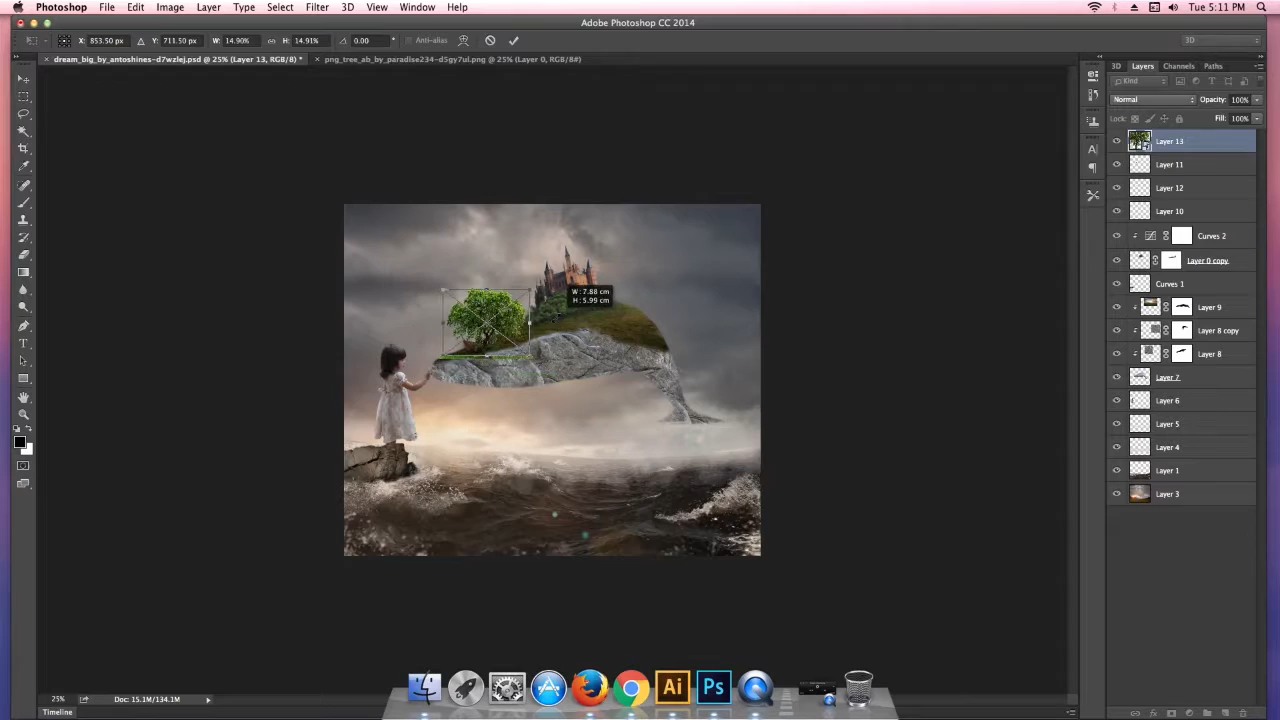 Photoshop File Edit Image Layer Type Select Filter 3D View Window Help Tue 5:11 PM
Adobe Photoshop CC 2014
X: 853.50 px Y: 711.50 px W: 14.90% H: 14.91% 0.00 Anti-alias 3D
dream_big_by_antoshines-d7wzlej.psd @ 25% (Layer 13, RGB/8) * png_tree_ab_by_paradise234-d5gy7ul.png @ 25% (Layer 0, RGB/8#)
3D Layers Channels Paths
Kind
Normal Opacity: 100%
Lock: Fill: 100%
Layer 13
Layer 11
Layer 12
Layer 10
Curves 2
Layer 0 copy
Curves 1
Layer 9
Layer 8 copy
Layer 8
Layer 7
Layer 6
Layer 5
Layer 4
Layer 1
Layer 3
W: 7.88 cm
H: 5.99 cm
Ai Ps
25% Doc: 15.1M/134.1M
Timeline